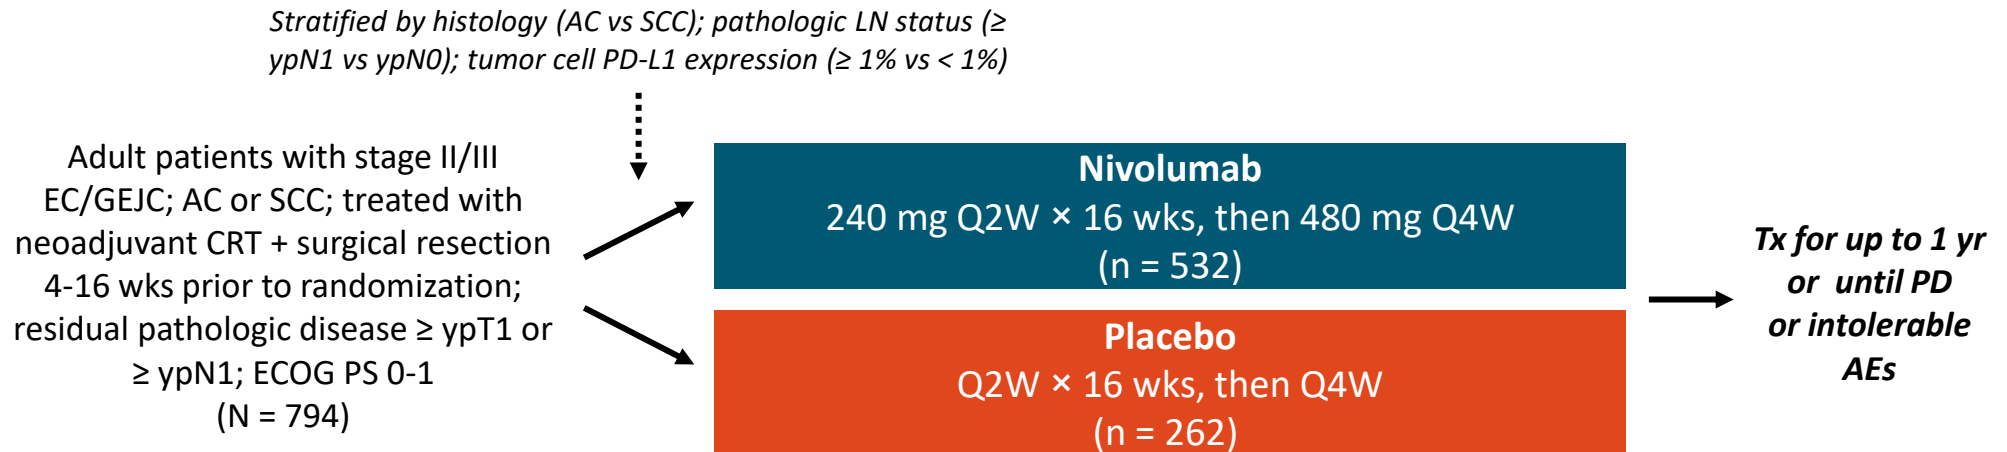 Stratified by histology (AC vs SCC); pathologic LN status (≥
ypN1 vs ypN0); tumor cell PD-L1 expression (≥ 1% vs < 1%)
Adult patients with stage II/III
EC/GEJC; AC or SCC; treated with
neoadjuvant CRT + surgical resection
4-16 wks prior to randomization;
residual pathologic disease ≥ ypT1 or
≥ ypN1; ECOG PS 0-1
(N = 794)
Nivolumab
240 mg Q2W × 16 wks, then 480 mg Q4W
(n = 532)
Placebo
Q2W × 16 wks, then Q4W
(n = 262)
Tx for up to 1 yr
or until PD
or intolerable
AEs